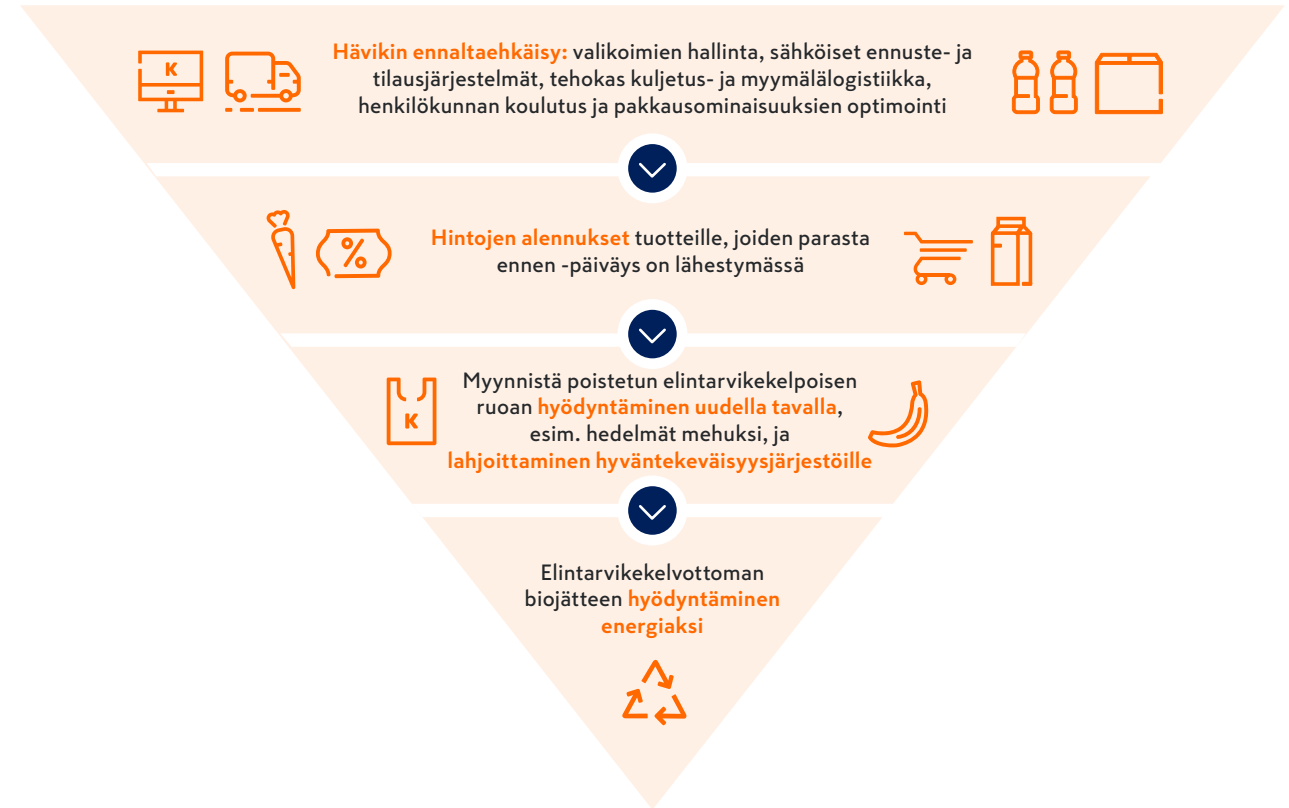 K
Hävikin ennaltaehkäisy: valikoimien hallinta, sähköiset ennuste- ja
tilausjärjestelmät, tehokas kuljetus- ja myymälälogistiikka,
henkilökunnan koulutus ja pakkausominaisuuksien optimointi
%
Hintojen alennukset tuotteille, joiden parasta
ennen -päiväys on lähestymässä
K
Myynnistä poistetun elintarvikekelpoisen
ruoan hyödyntäminen uudella tavalla,
esim. hedelmät mehuksi, ja
lahjoittaminen hyväntekeväisyysjärjestöille
Elintarvikekelvottoman
biojätteen hyödyntäminen
energiaksi